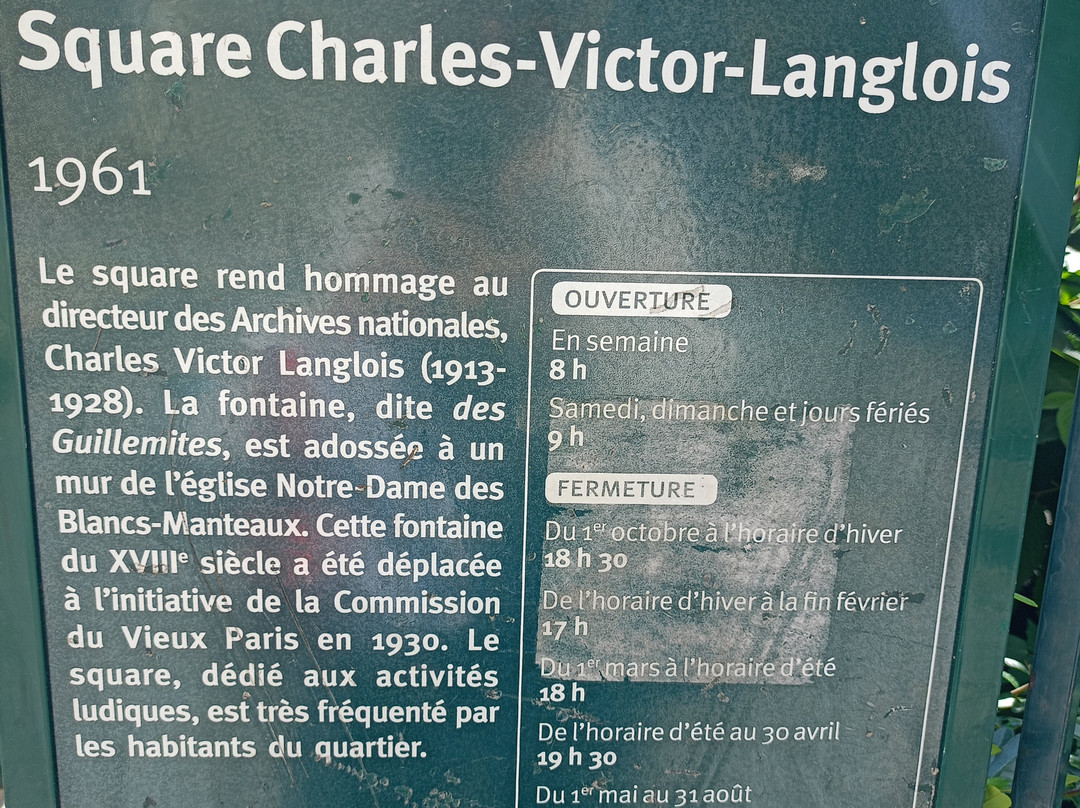 Square Charles-Victor-Langlois
1961
Le square rend hommage au
directeur des Archives nationales,
Charles Victor Langlois (1913-
1928). La fontaine, dite des
Guillemites, est adossée à un
mur de l'église Notre-Dame des
Blancs-Manteaux. Cette fontaine
du XVIIIe siècle a été déplacée
à l'initiative de la Commission
du Vieux Paris en 1930. Le
square, dédié aux activités
ludiques, est très fréquenté par
les habitants du quartier.
OUVERTURE
En semaine
8 h
Samedi, dimanche et jours fériés
9 h
FERMETURE
Du 1er octobre à l'horaire d'hiver
18 h 30
De l'horaire d'hiver à la fin février
17 h
Du 1er mars à l'horaire d'été
18 h
De l'horaire d'été au 30 avril
19 h 30
Du 1er mai au 31 août